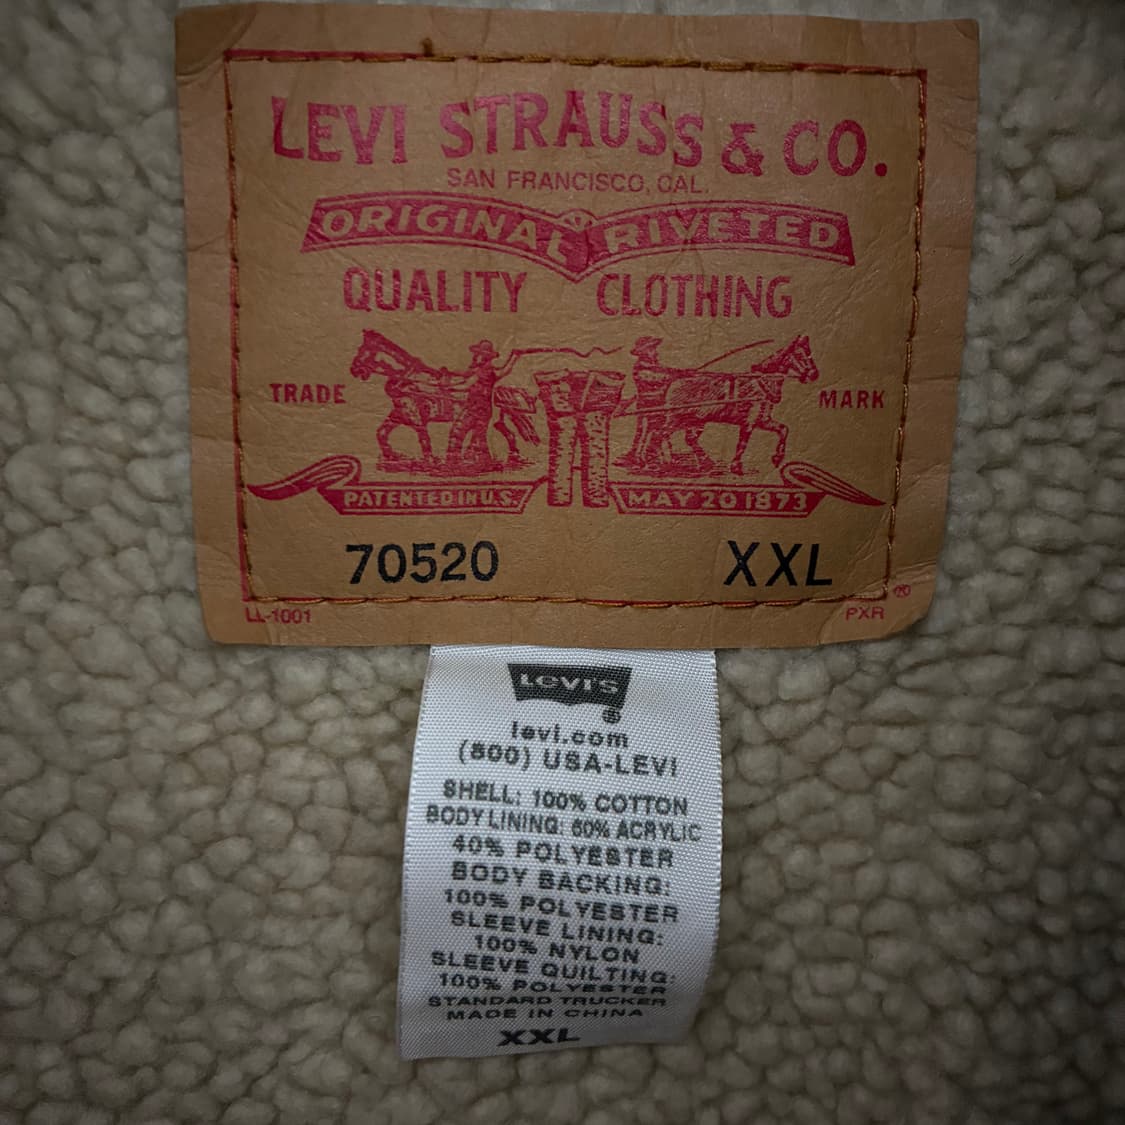 LEVI STRAUSS & CO.
SAN FRANCISCO, CAL.
ORIGINAL RIVETED
QUALITY CLOTHING
TRADE MARK
PATENTED IN U.S. MAY 20 1873
70520 XXL
LL-1001 PXR ®
LEVI'S ®
levi.com
(800) USA-LEVI
SHELL: 100% COTTON
BODY LINING: 60% ACRYLIC
40% POLYESTER
BODY BACKING:
100% POLYESTER
SLEEVE LINING:
100% NYLON
SLEEVE QUILTING:
100% POLYESTER
STANDARD TRUCKER
MADE IN CHINA
XXL